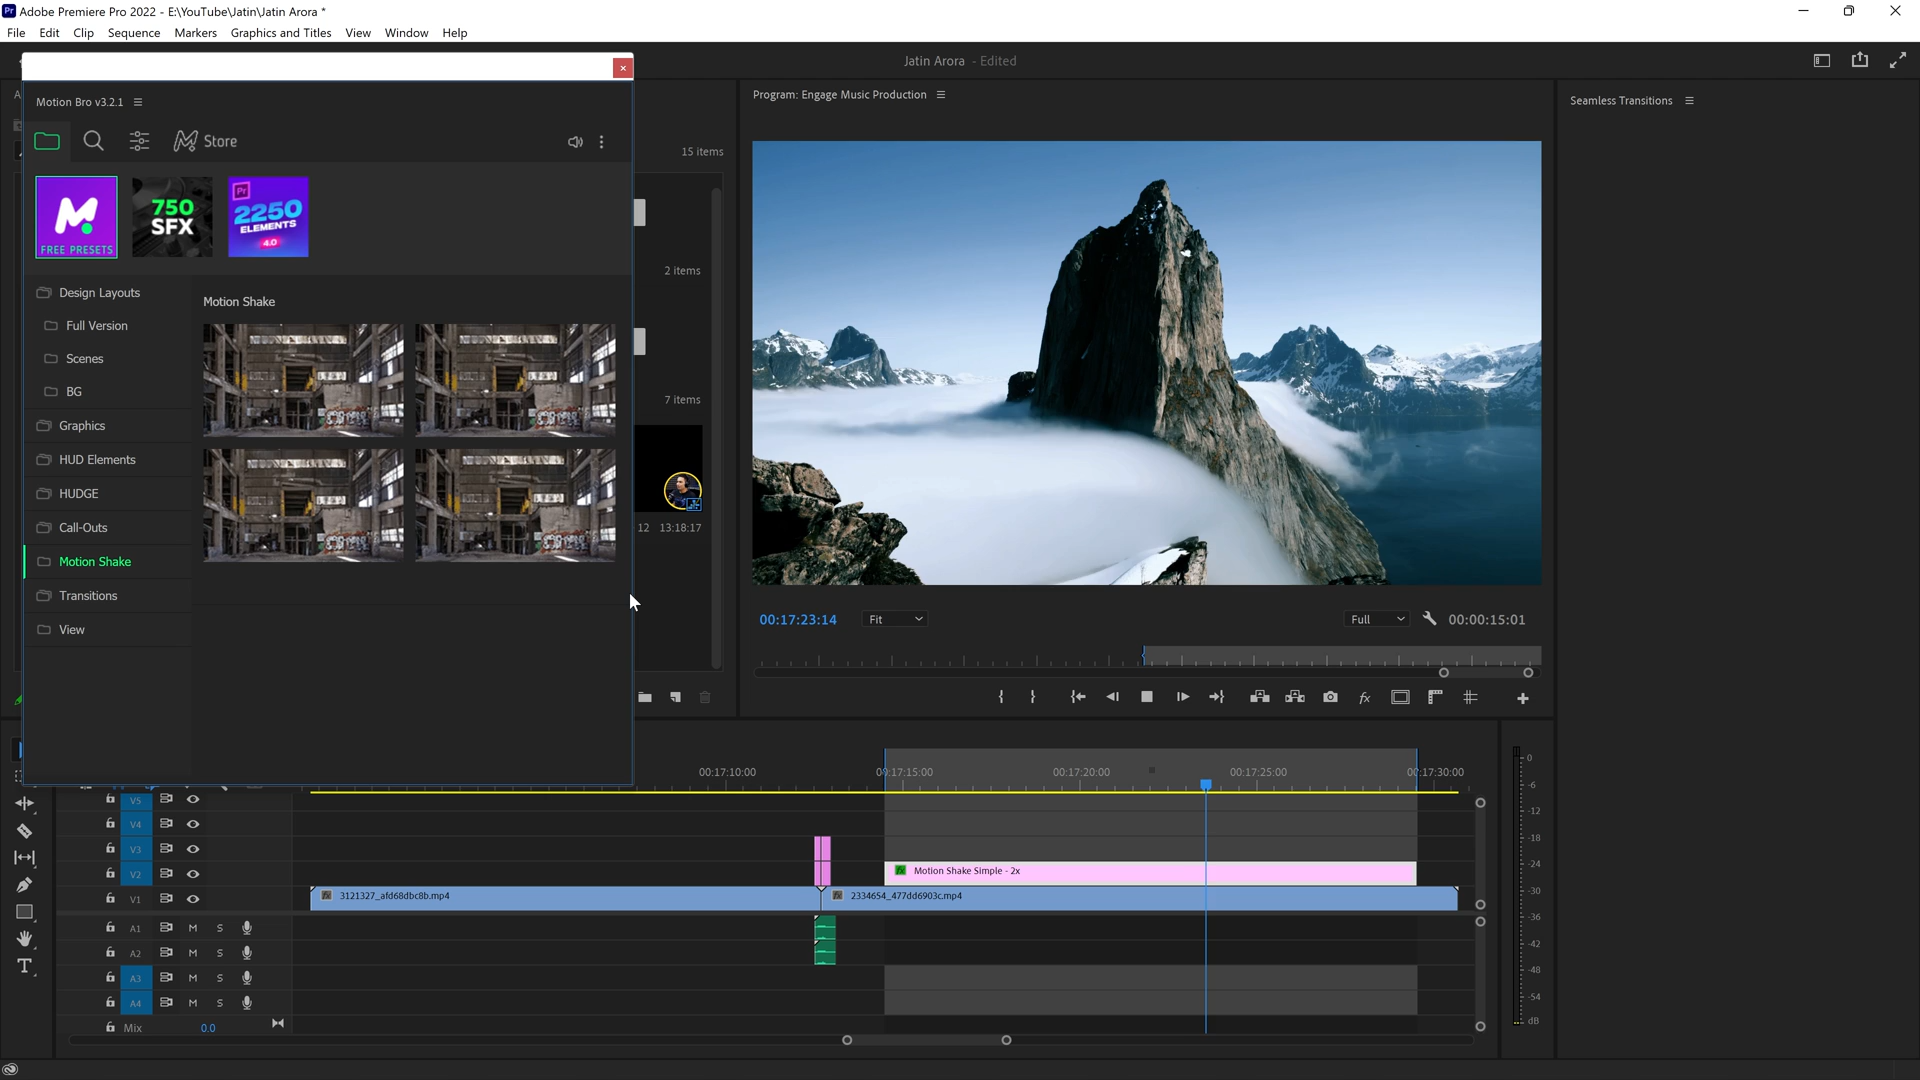 Adobe Premiere Pro 2022 - E:\YouTube\Jatin\Jatin Arora *
File Edit Clip Sequence Markers Graphics and Titles View Window Help
Jatin Arora - Edited
Motion Bro v3.2.1
Store
FREE PRESETS
750 SFX
Pr
2250
ELEMENTS
4.0
15 items
2 items
7 items
12 13:18:17
Design Layouts
Full Version
Scenes
BG
Graphics
HUD Elements
HUDGE
Call-Outs
Motion Shake
Transitions
View
Motion Shake
Program: Engage Music Production
Seamless Transitions
00:17:23:14 Fit Full 00:00:15:01
00:17:10:00 00:17:15:00 00:17:20:00 00:17:25:00 00:17:30:00
V5
V4
V3
V2
Motion Shake Simple - 2x
V1
3121327_afd68dbc8b.mp4 2334654_477dd6903c.mp4
A1 M S
A2 M S
A3 M S
A4 M S
Mix 0.0
0
-6
-12
-18
-24
-30
-36
-42
-48
-54
dB